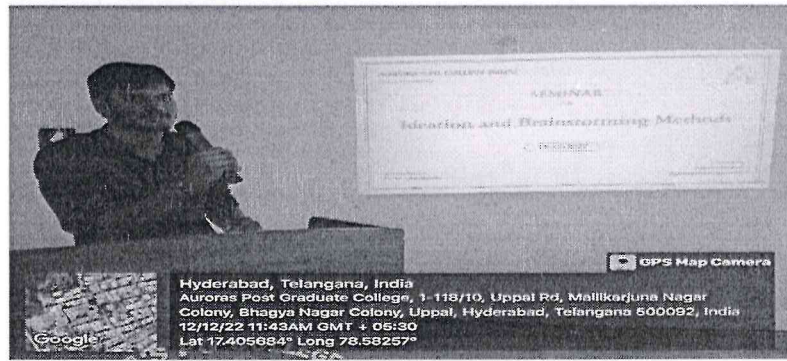 SEMINAR
Ideation and Brainstorming Methods
GPS Map Camera
Hyderabad, Telangana, India
Auroras Post Graduate College, 1-118/10, Uppal Rd, Mallikarjuna Nagar
Colony, Bhagya Nagar Colony, Uppal, Hyderabad, Telangana 500092, India
12/12/22 11:43AM GMT + 05:30
Lat 17.405684° Long 78.58257°
Google